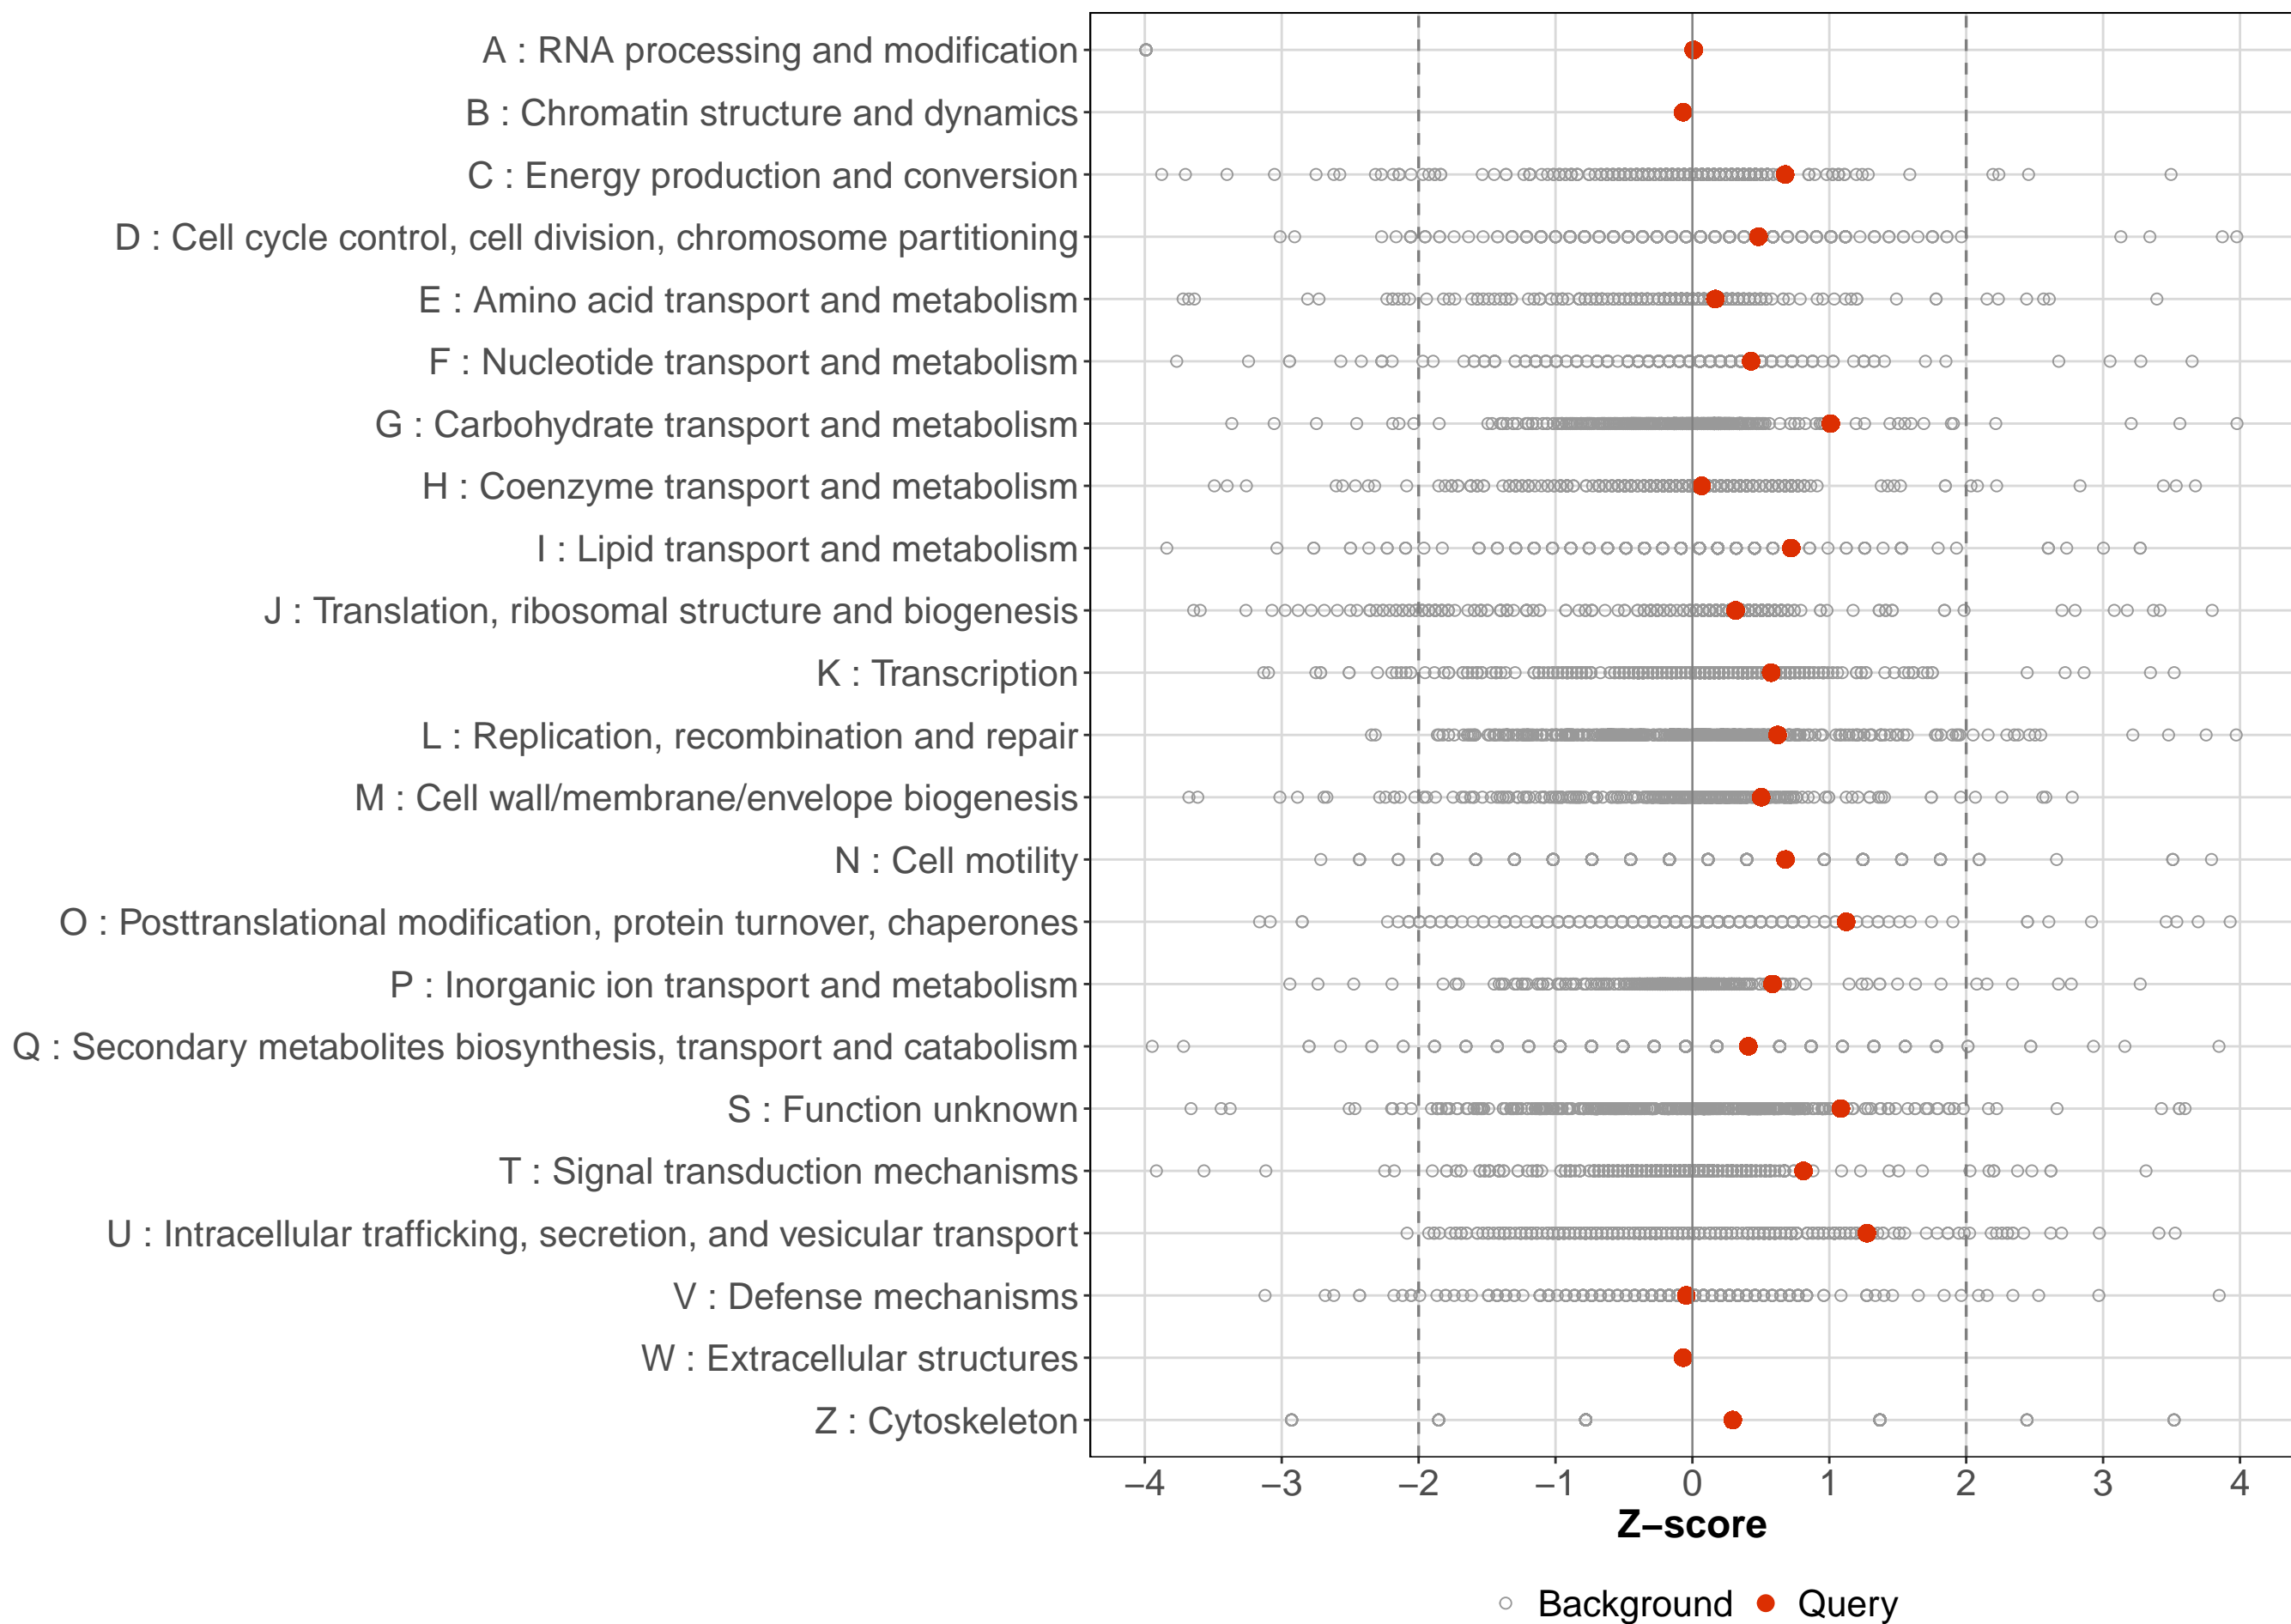 A : RNA processing and modification
B : Chromatin structure and dynamics
C : Energy production and conversion
D : Cell cycle control, cell division, chromosome partitioning
E : Amino acid transport and metabolism
F : Nucleotide transport and metabolism
G : Carbohydrate transport and metabolism
H : Coenzyme transport and metabolism
I : Lipid transport and metabolism
J : Translation, ribosomal structure and biogenesis
K : Transcription
L : Replication, recombination and repair
M : Cell wall/membrane/envelope biogenesis
N : Cell motility
O : Posttranslational modification, protein turnover, chaperones
P : Inorganic ion transport and metabolism
Q : Secondary metabolites biosynthesis, transport and catabolism
S : Function unknown
T : Signal transduction mechanisms
U : Intracellular trafficking, secretion, and vesicular transport
V : Defense mechanisms
W : Extracellular structures
Z : Cytoskeleton
−4 −3 −2 −1 0 1 2 3 4
Z−score
Background Query